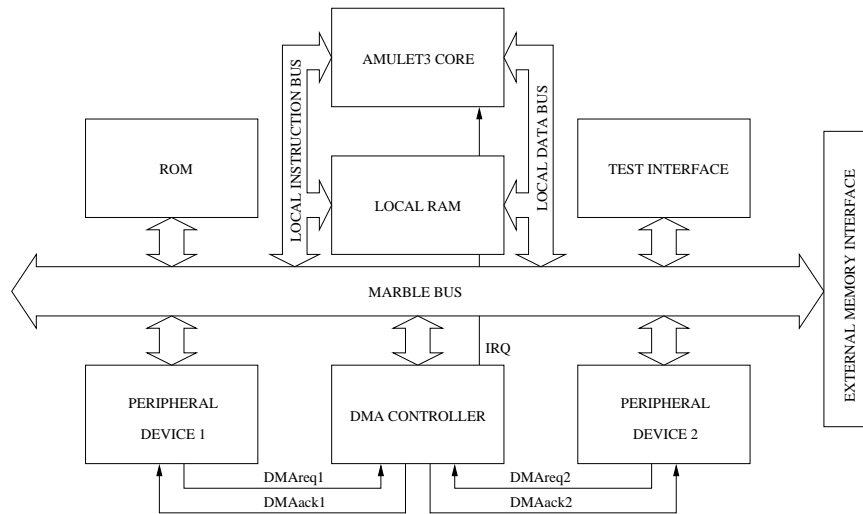 AMULET3 CORE
LOCAL INSTRUCTION BUS
LOCAL DATA BUS
ROM
LOCAL RAM
TEST INTERFACE
EXTERNAL MEMORY INTERFACE
MARBLE BUS
IRQ
PERIPHERAL
DEVICE 1
DMA CONTROLLER
PERIPHERAL
DEVICE 2
DMAreq1
DMAreq2
DMAack1
DMAack2